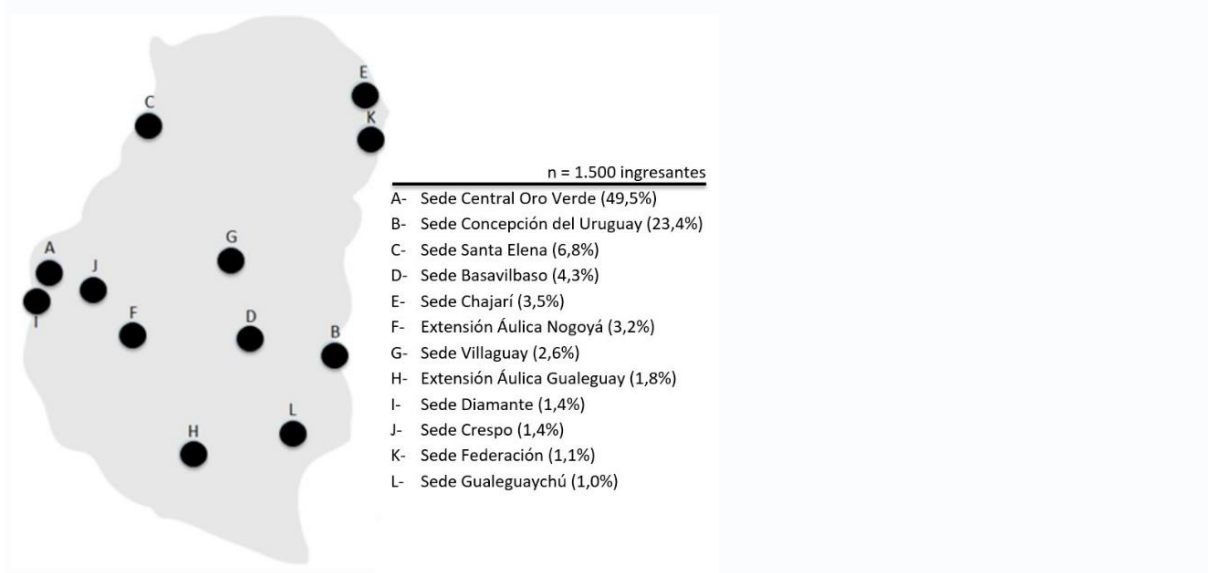 E
C
K
n = 1.500 ingresantes
A- Sede Central Oro Verde (49,5%)
B- Sede Concepción del Uruguay (23,4%)
C- Sede Santa Elena (6,8%)
D- Sede Basavilbaso (4,3%)
E- Sede Chajarí (3,5%)
F- Extensión Áulica Nogoyá (3,2%)
G- Sede Villaguay (2,6%)
H- Extensión Áulica Gualeguay (1,8%)
I- Sede Diamante (1,4%)
J- Sede Crespo (1,4%)
K- Sede Federación (1,1%)
L- Sede Gualeguaychú (1,0%)
G
A
J
I
F
D
B
L
H